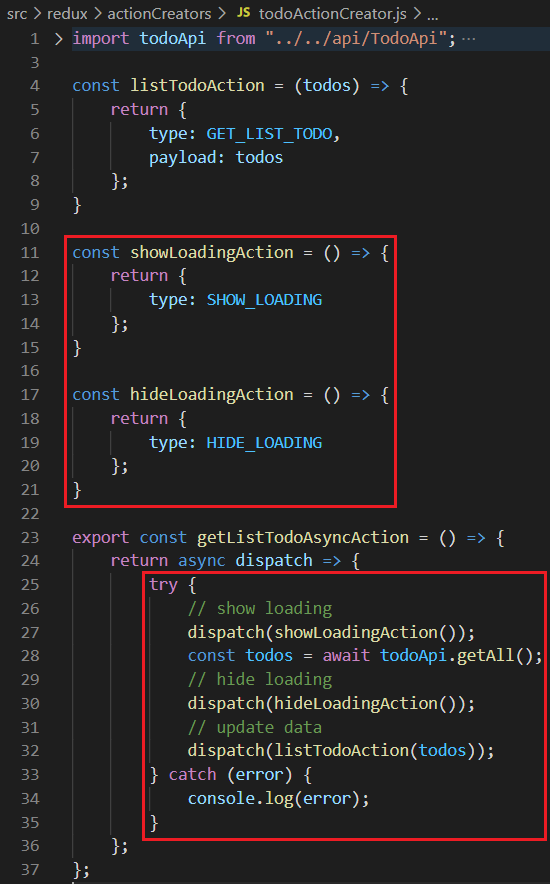 src > redux > actionCreators > JS todoActionCreator.js > ...
1 > import todoApi from "../../api/TodoApi"; ...
3
4 const listTodoAction = (todos) => {
5     return {
6         type: GET_LIST_TODO,
7         payload: todos
8     };
9 }
10
11 const showLoadingAction = () => {
12     return {
13         type: SHOW_LOADING
14     };
15 }
16
17 const hideLoadingAction = () => {
18     return {
19         type: HIDE_LOADING
20     };
21 }
22
23 export const getListTodoAsyncAction = () => {
24     return async dispatch => {
25         try {
26             // show loading
27             dispatch(showLoadingAction());
28             const todos = await todoApi.getAll();
29             // hide loading
30             dispatch(hideLoadingAction());
31             // update data
32             dispatch(listTodoAction(todos));
33         } catch (error) {
34             console.log(error);
35         }
36     };
37 };